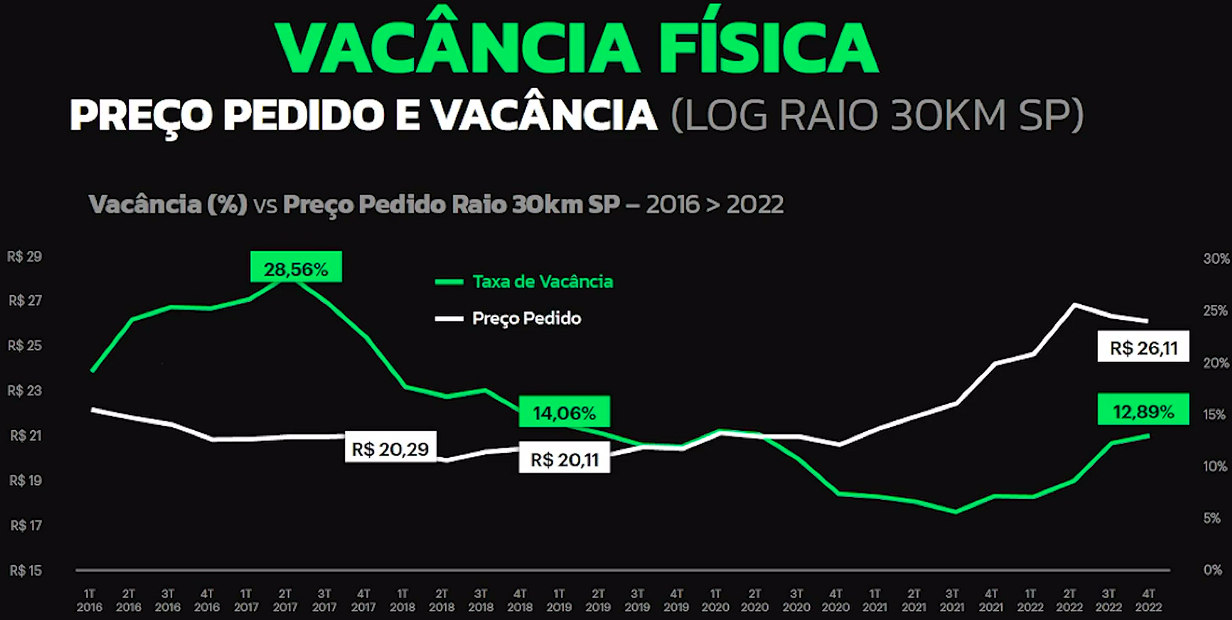 VACÂNCIA FÍSICA
PREÇO PEDIDO E VACÂNCIA (LOG RAIO 30KM SP)
Vacância (%) vs Preço Pedido Raio 30km SP – 2016 > 2022
R$ 29
R$ 27
R$ 25
R$ 23
R$ 21
R$ 19
R$ 17
R$ 15
28,56%
Taxa de Vacância
Preço Pedido
R$ 20,29
14,06%
R$ 20,11
R$ 26,11
12,89%
30%
25%
20%
15%
10%
5%
0%
1T 2T 3T 4T 1T 2T 3T 4T 1T 2T 3T 4T 1T 2T 3T 4T 1T 2T 3T 4T 1T 2T 3T 4T 1T 2T 3T 4T
2016 2016 2016 2016 2017 2017 2017 2017 2018 2018 2018 2018 2019 2019 2019 2019 2020 2020 2020 2020 2021 2021 2021 2021 2022 2022 2022 2022